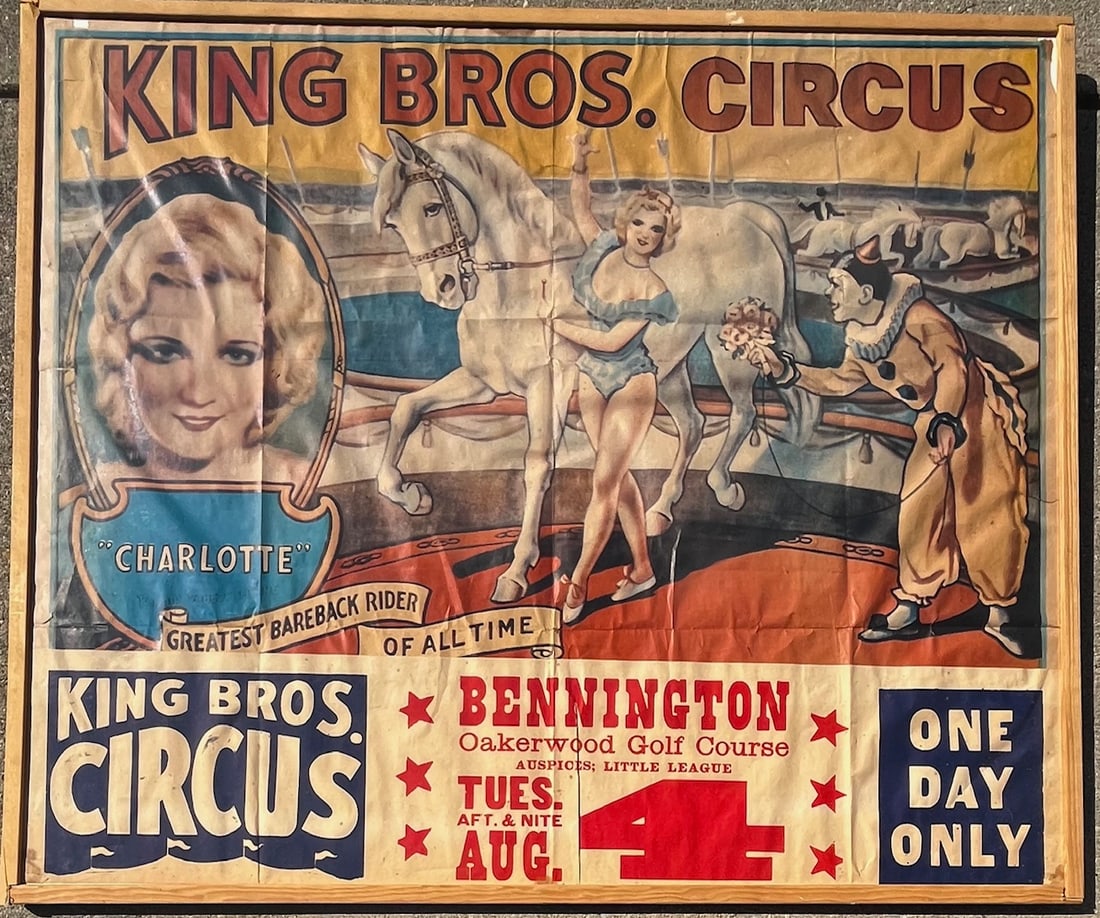 KING BROS. CIRCUS
"CHARLOTTE"
GREATEST BAREBACK RIDER
OF ALL TIME
KING BROS.
CIRCUS
BENNINGTON
Oakerwood Golf Course
AUSPICES; LITTLE LEAGUE
TUES.
AFT. & NITE
AUG. 4
ONE
DAY
ONLY